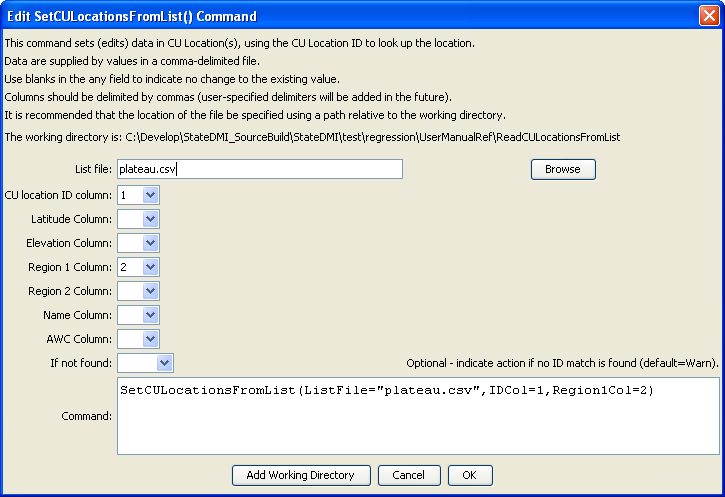 Edit SetCULocationsFromList() Command
This command sets (edits) data in CU Location(s), using the CU Location ID to look up the location.
Data are supplied by values in a comma-delimited file.
Use blanks in the any field to indicate no change to the existing value.
Columns should be delimited by commas (user-specified delimiters will be added in the future).
It is recommended that the location of the file be specified using a path relative to the working directory.
The working directory is: C:\Develop\StateDMI_SourceBuild\StateDMI\test\regression\UserManualRef\ReadCULocationsFromList
List file: plateau.csv Browse
CU location ID column: 1
Latitude Column:
Elevation Column:
Region 1 Column: 2
Region 2 Column:
Name Column:
AWC Column:
If not found: Optional - indicate action if no ID match is found (default=Warn).
SetCULocationsFromList(ListFile="plateau.csv",IDCol=1,Region1Col=2)
Command:
Add Working Directory Cancel OK